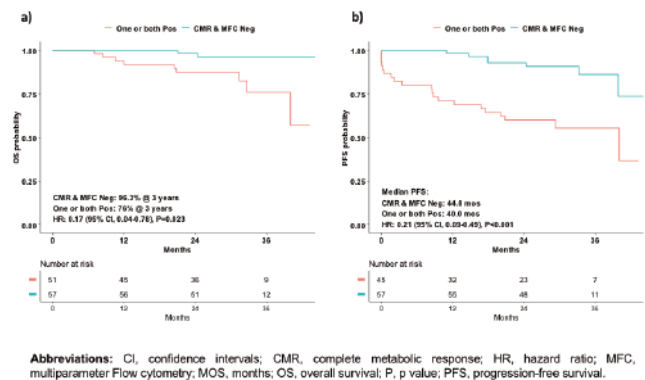 a)
One or both Pos CMR & MFC Neg
1.00
0.75
0.50
0.25
0.00
OS probability
CMR & MFC Neg: 96.3% @ 3 years
One or both Pos: 76% @ 3 years
HR: 0.17 (95% CI, 0.04-0.78), P=0.023
0 12 24 36
Months
Number at risk
51 45 36 9
57 56 51 12
0 12 24 36
Months
b)
One or both Pos CMR & MFC Neg
1.00
0.75
0.50
0.25
0.00
PFS probability
Median PFS:
CMR & MFC Neg: 44.0 mos
One or both Pos: 40.0 mos
HR: 0.21 (95% CI, 0.09-0.49), P<0.001
0 12 24 36
Months
Number at risk
45 32 23 7
57 55 48 11
0 12 24 36
Months
Abbreviations: CI, confidence intervals; CMR, complete metabolic response; HR, hazard ratio; MFC,
multiparameter Flow cytometry; MOS, months; OS, overall survival; P, p value; PFS, progression-free survival.